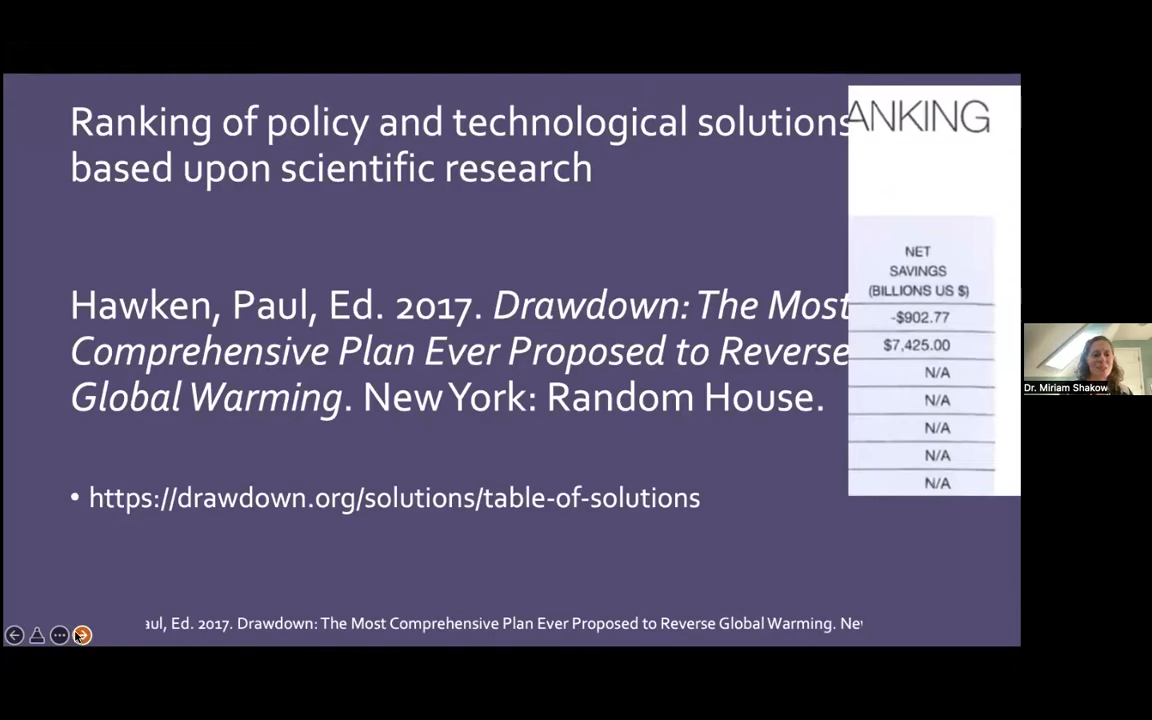 Ranking of policy and technological solutions
based upon scientific research
Hawken, Paul, Ed. 2017. Drawdown: The Most
Comprehensive Plan Ever Proposed to Reverse
Global Warming. New York: Random House.
• https://drawdown.org/solutions/table-of-solutions
ANKING
NET
SAVINGS
(BILLIONS US $)
-$902.77
$7,425.00
N/A
N/A
N/A
N/A
N/A
Dr. Miriam Shakow
aul, Ed. 2017. Drawdown: The Most Comprehensive Plan Ever Proposed to Reverse Global Warming. Ne